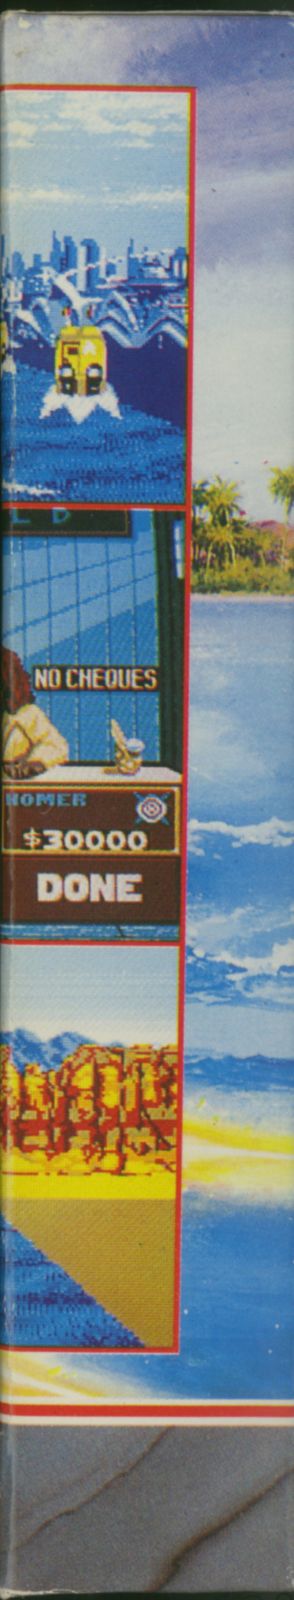 L D
NO CHEQUES
HOMER
$30000
DONE